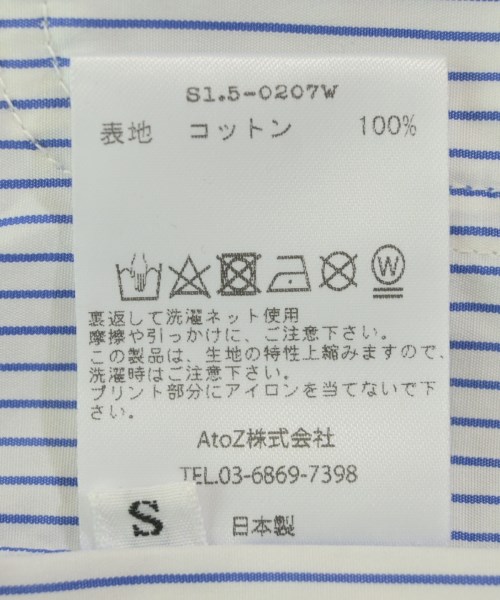 S1.5-0207W
表地 コットン 100%
W
裏返して洗濯ネット使用
摩擦や引っかけに、ご注意下さい。
この製品は、生地の特性上縮みますので、
洗濯時はご注意下さい。
プリント部分にアイロンを当てないで下
さい。
AtoZ株式会社
TEL.03-6869-7398
S
日本製